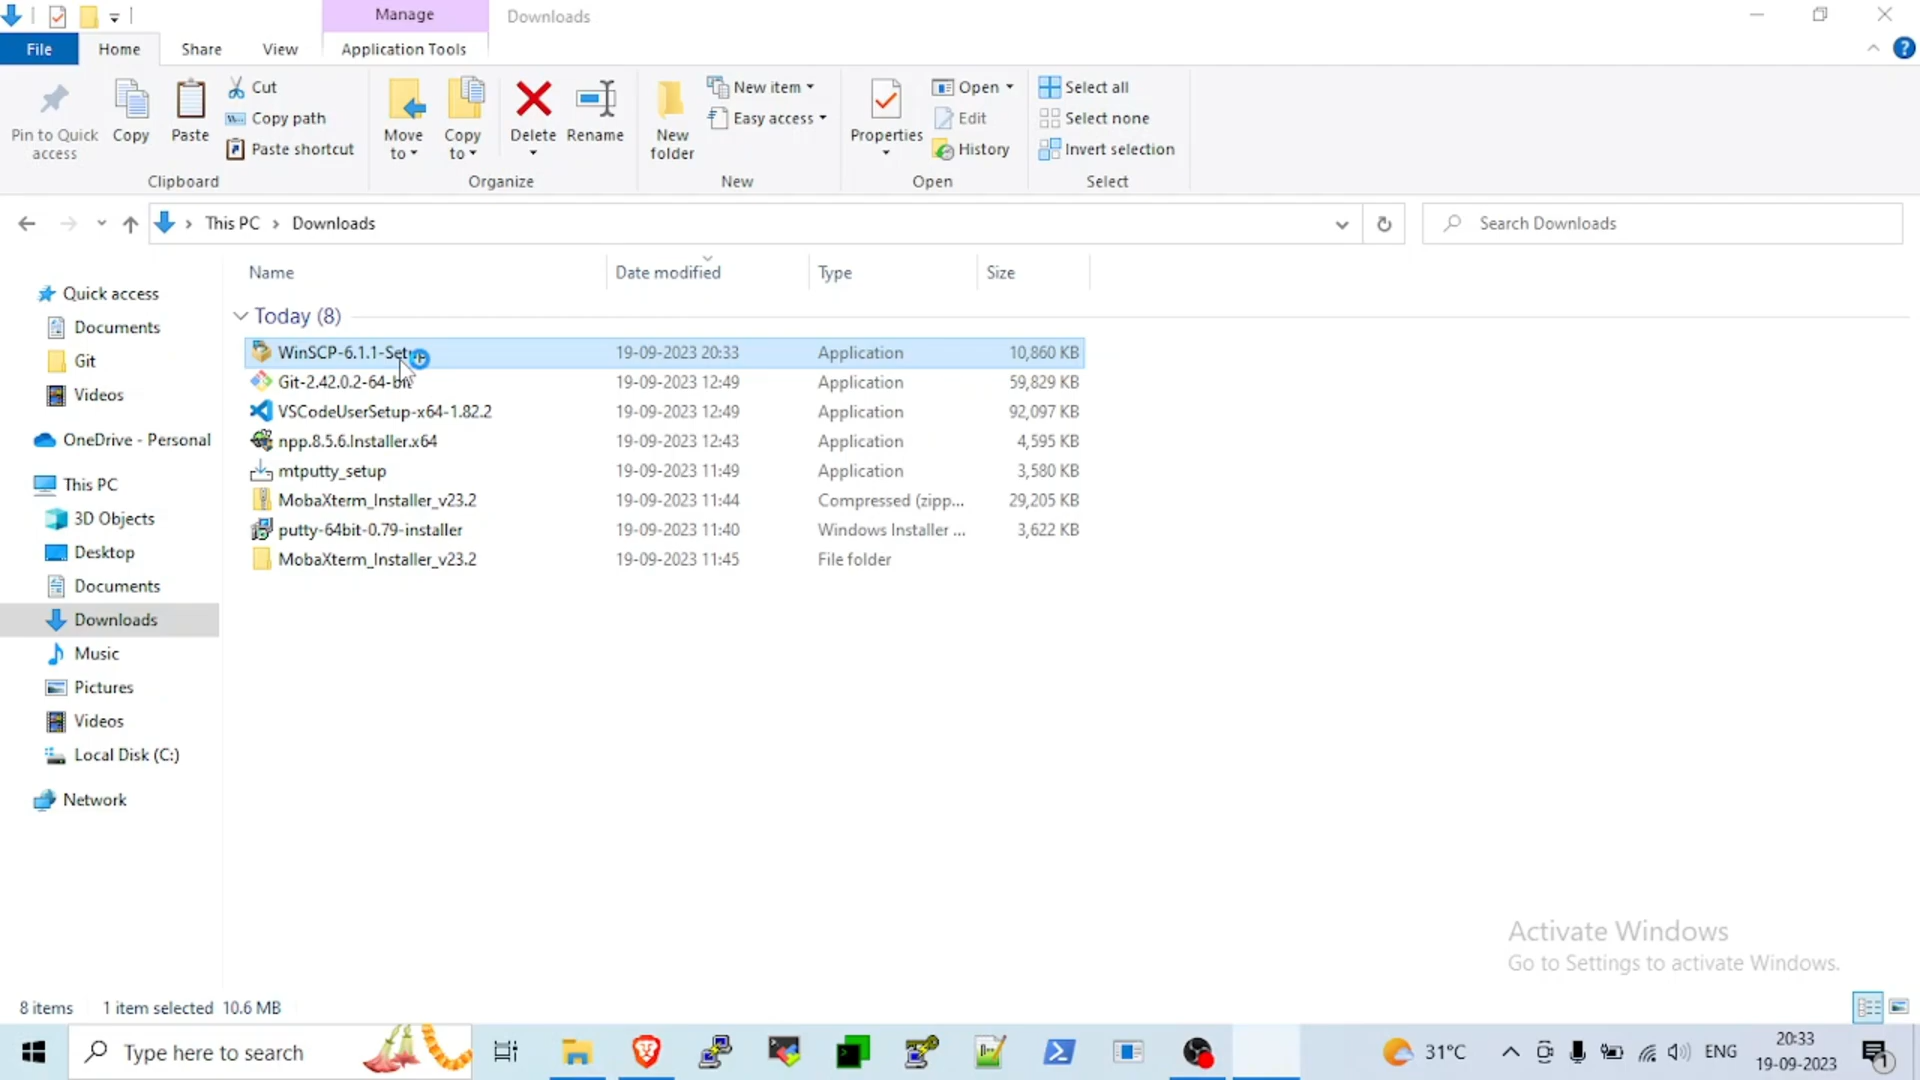 Manage
Downloads
File
Home
Share
View
Application Tools
Pin to Quick access
Copy
Paste
Cut
Copy path
Paste shortcut
Clipboard
Move to
Copy to
Delete
Rename
Organize
New folder
New item
Easy access
New
Properties
Open
Edit
History
Open
Select all
Select none
Invert selection
Select
This PC > Downloads
Search Downloads
Name
Date modified
Type
Size
Today (8)
WinSCP-6.1.1-Setup 19-09-2023 20:33 Application 10,860 KB
Git-2.42.0.2-64-bit 19-09-2023 12:49 Application 59,829 KB
VSCodeUserSetup-x64-1.82.2 19-09-2023 12:49 Application 92,097 KB
npp.8.5.6.Installer.x64 19-09-2023 12:43 Application 4,595 KB
mtputty_setup 19-09-2023 11:49 Application 3,580 KB
MobaXterm_Installer_v23.2 19-09-2023 11:44 Compressed (zipp... 29,205 KB
putty-64bit-0.79-installer 19-09-2023 11:40 Windows Installer ... 3,622 KB
MobaXterm_Installer_v23.2 19-09-2023 11:45 File folder
Quick access
Documents
Git
Videos
OneDrive - Personal
This PC
3D Objects
Desktop
Documents
Downloads
Music
Pictures
Videos
Local Disk (C:)
Network
Activate Windows
Go to Settings to activate Windows.
8 items
1 item selected 10.6 MB
Type here to search
31°C
ENG
20:33
19-09-2023
1